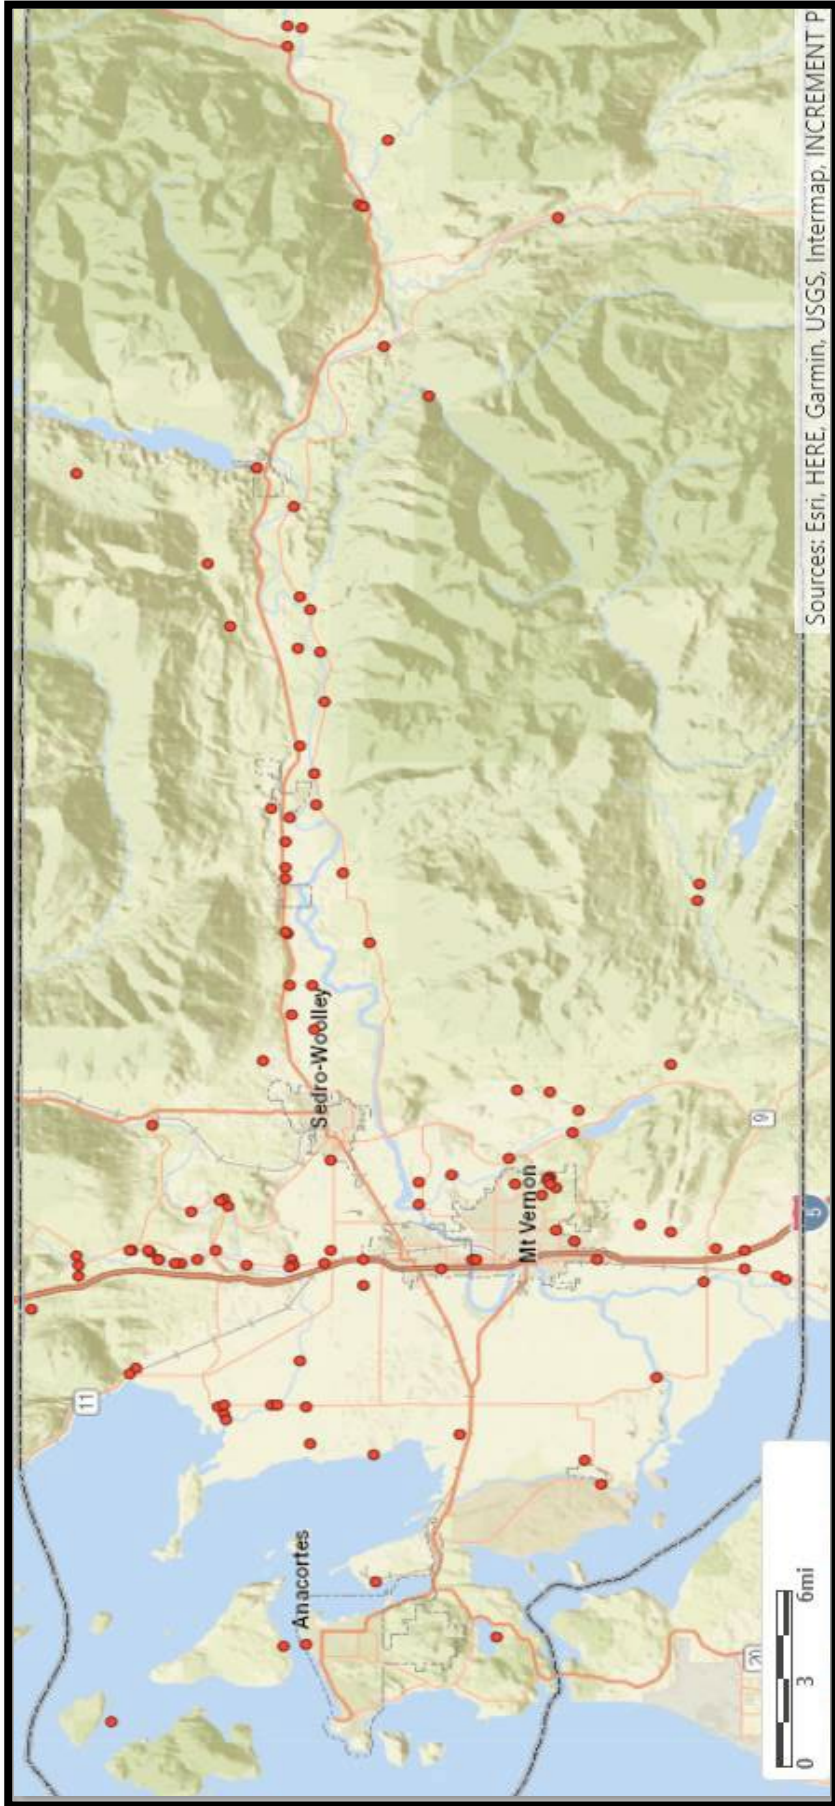 Sources: Esri, HERE, Garmin, USGS, Intermap, INCREMENT P
Sedro-Woolley
9
Mt Vernon
5
11
Anacortes
20
0 3 6mi